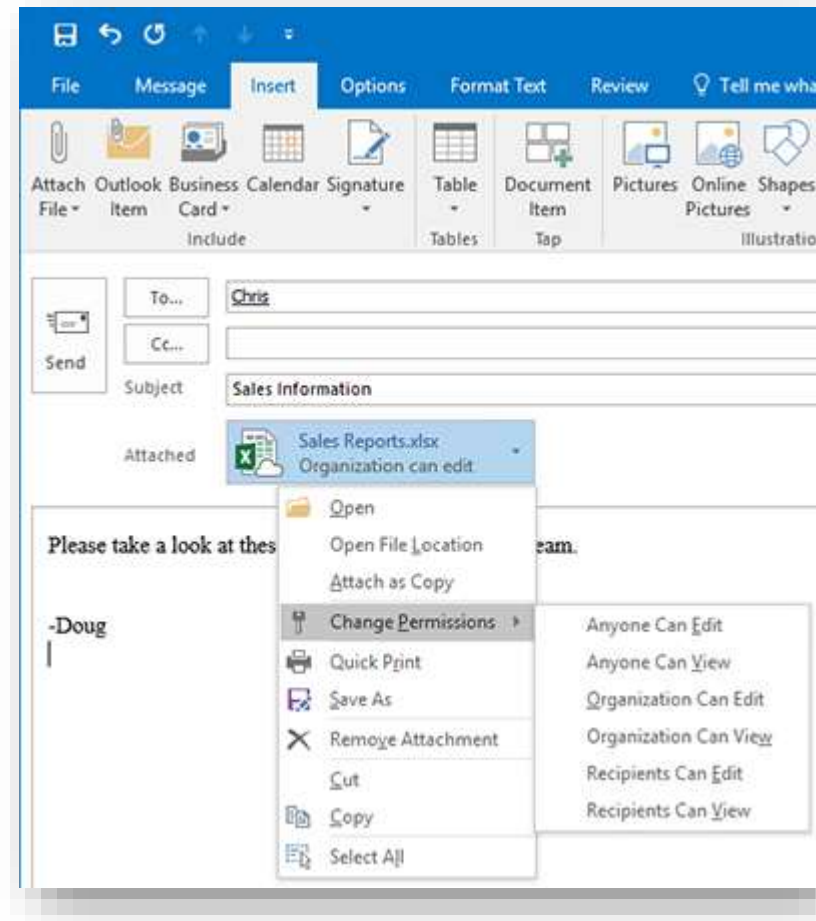 File Message Insert Options Format Text Review Tell me wha
Attach Outlook Business Calendar Signature Table Document Pictures Online Shapes
File Item Card Item Pictures
Include Tables Tap Illustratio
To... Chris
Cc...
Send
Subject Sales Information
Attached Sales Reports.xlsx
Organization can edit
Open
Please take a look at thes Open File Location eam.
Attach as Copy
-Doug Change Permissions Anyone Can Edit
Quick Print Anyone Can View
Save As Organization Can Edit
Remove Attachment Organization Can View
Cut Recipients Can Edit
Copy Recipients Can View
Select All